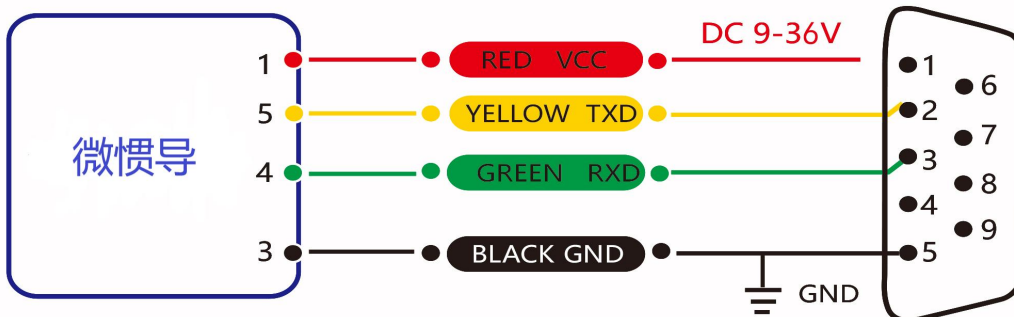 DC 9-36V
1 RED VCC 1
6
5 YELLOW TXD 2
7
微惯导
4 GREEN RXD 3
8
4
9
3 BLACK GND 5
GND